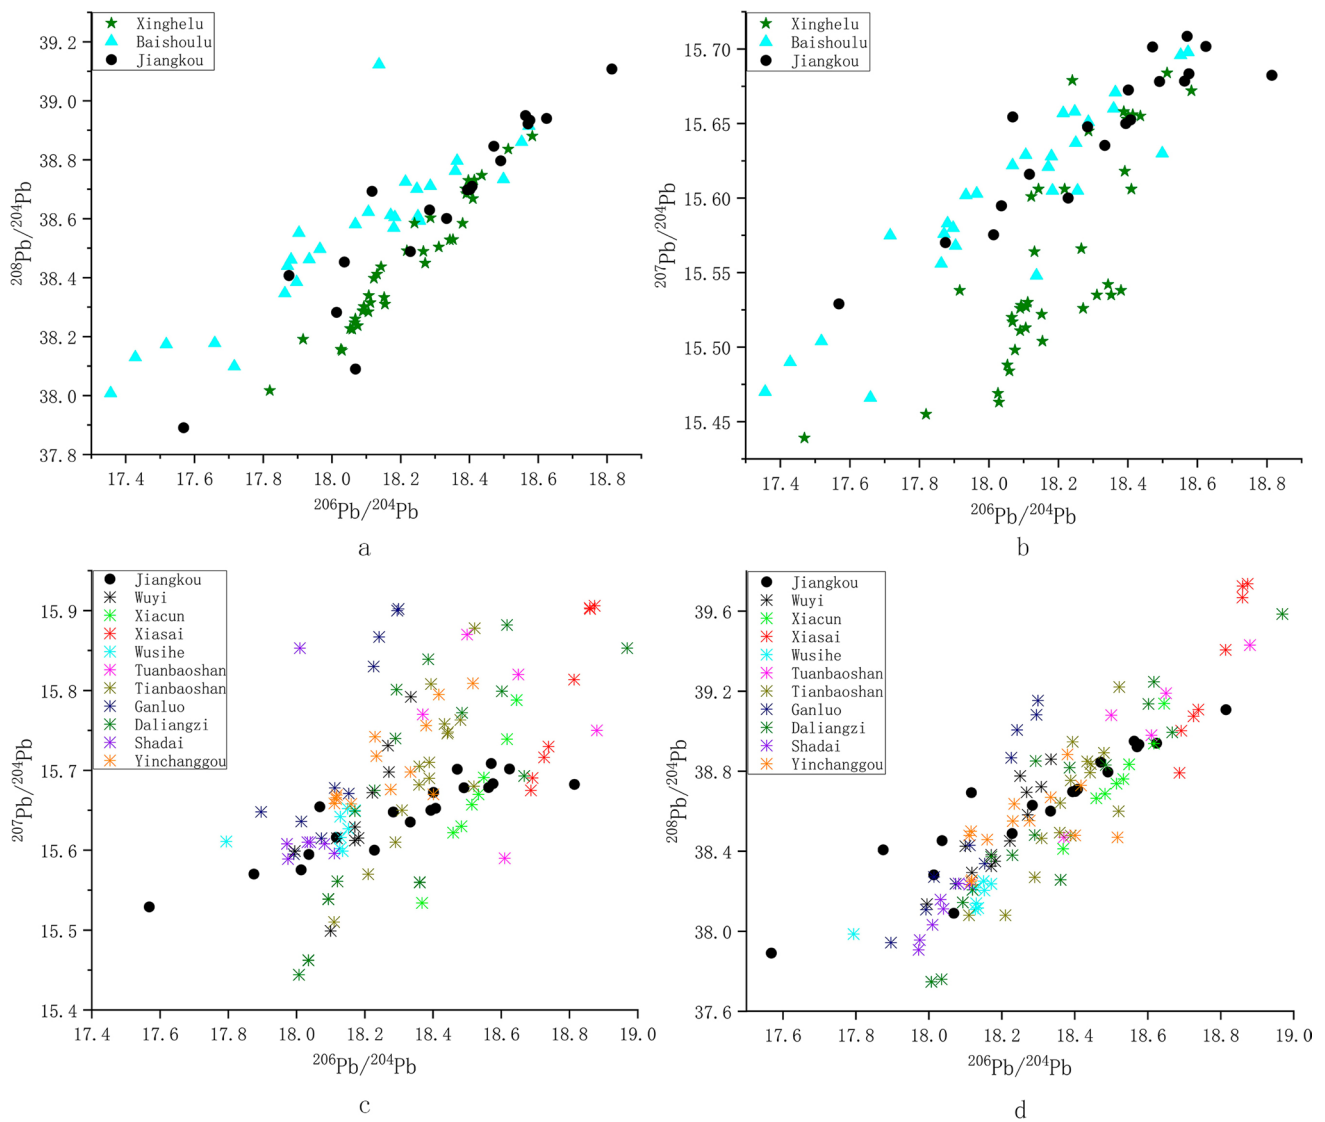 Xinghelu
Baishoulu
Jiangkou
39.2
39.0
38.8
38.6
38.4
38.2
38.0
37.8
²⁰⁸Pb/²⁰⁴Pb
17.4 17.6 17.8 18.0 18.2 18.4 18.6 18.8
²⁰⁶Pb/²⁰⁴Pb
a
Xinghelu
Baishoulu
Jiangkou
15.70
15.65
15.60
15.55
15.50
15.45
²⁰⁷Pb/²⁰⁴Pb
17.4 17.6 17.8 18.0 18.2 18.4 18.6 18.8
²⁰⁶Pb/²⁰⁴Pb
b
Jiangkou
Wuyi
Xiacun
Xiasai
Wusihe
Tuanbaoshan
Tianbaoshan
Ganluo
Daliangzi
Shadai
Yinchanggou
15.9
15.8
15.7
15.6
15.5
15.4
²⁰⁷Pb/²⁰⁴Pb
17.4 17.6 17.8 18.0 18.2 18.4 18.6 18.8 19.0
²⁰⁶Pb/²⁰⁴Pb
c
Jiangkou
Wuyi
Xiacun
Xiasai
Wusihe
Tuanbaoshan
Tianbaoshan
Ganluo
Daliangzi
Shadai
Yinchanggou
39.6
39.2
38.8
38.4
38.0
37.6
²⁰⁸Pb/²⁰⁴Pb
17.6 17.8 18.0 18.2 18.4 18.6 18.8 19.0
²⁰⁶Pb/²⁰⁴Pb
d